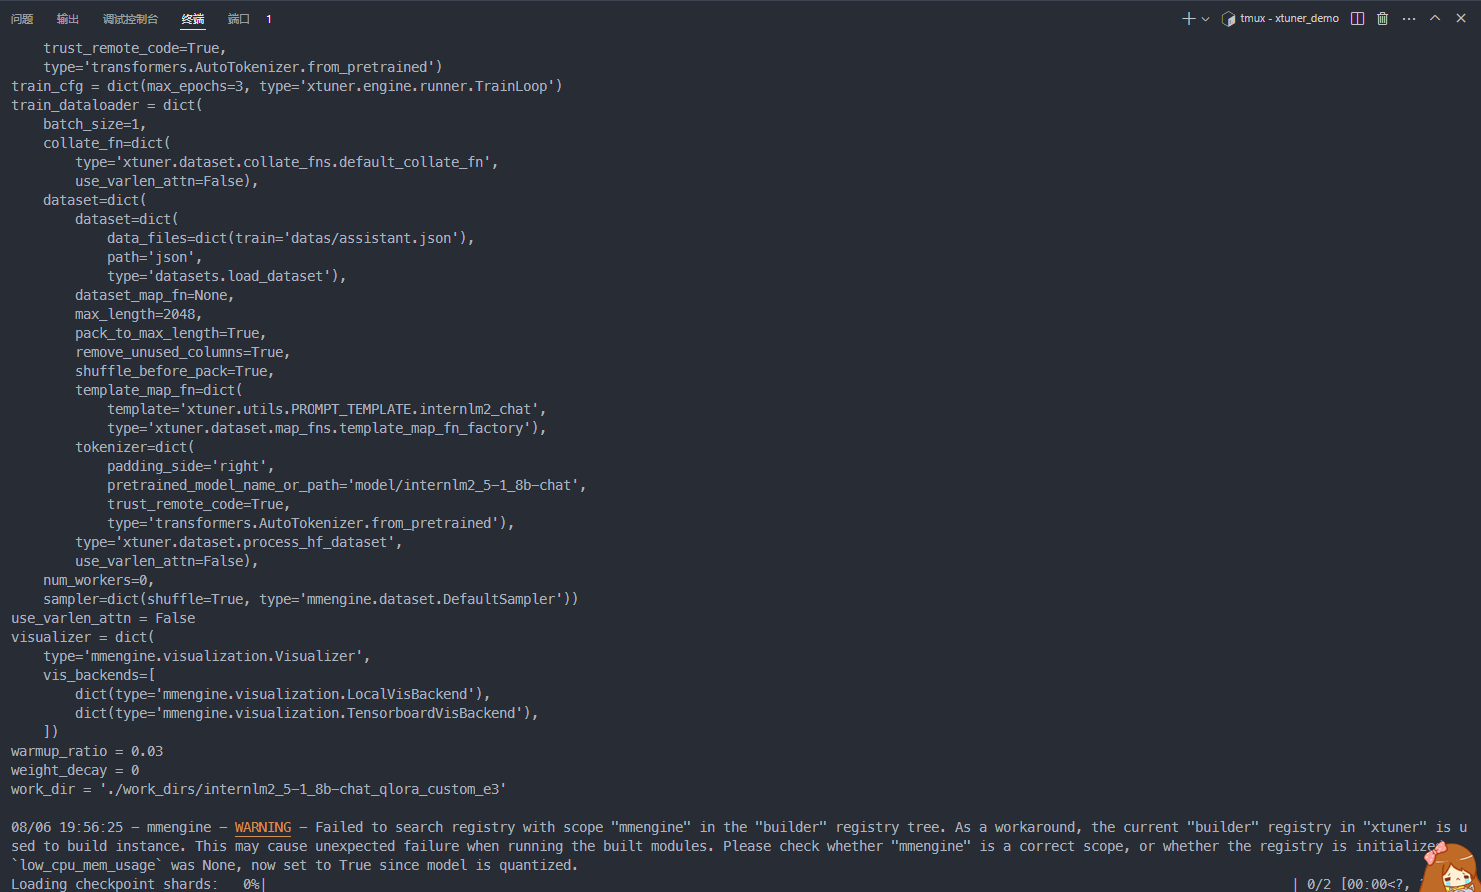 问题 输出 调试控制台 终端 端口 1 tmux - xtuner_demo
trust_remote_code=True,
type='transformers.AutoTokenizer.from_pretrained')
train_cfg = dict(max_epochs=3, type='xtuner.engine.runner.TrainLoop')
train_dataloader = dict(
batch_size=1,
collate_fn=dict(
type='xtuner.dataset.collate_fns.default_collate_fn',
use_varlen_attn=False),
dataset=dict(
dataset=dict(
data_files=dict(train='datas/assistant.json'),
path='json',
type='datasets.load_dataset'),
dataset_map_fn=None,
max_length=2048,
pack_to_max_length=True,
remove_unused_columns=True,
shuffle_before_pack=True,
template_map_fn=dict(
template='xtuner.utils.PROMPT_TEMPLATE.internlm2_chat',
type='xtuner.dataset.map_fns.template_map_fn_factory'),
tokenizer=dict(
padding_side='right',
pretrained_model_name_or_path='model/internlm2_5-1_8b-chat',
trust_remote_code=True,
type='transformers.AutoTokenizer.from_pretrained'),
type='xtuner.dataset.process_hf_dataset',
use_varlen_attn=False),
num_workers=0,
sampler=dict(shuffle=True, type='mmengine.dataset.DefaultSampler'))
use_varlen_attn = False
visualizer = dict(
type='mmengine.visualization.Visualizer',
vis_backends=[
dict(type='mmengine.visualization.LocalVisBackend'),
dict(type='mmengine.visualization.TensorboardVisBackend'),
])
warmup_ratio = 0.03
weight_decay = 0
work_dir = './work_dirs/internlm2_5-1_8b-chat_qlora_custom_e3'
08/06 19:56:25 - mmengine - WARNING - Failed to search registry with scope "mmengine" in the "builder" registry tree. As a workaround, the current "builder" registry in "xtuner" is u
sed to build instance. This may cause unexpected failure when running the built modules. Please check whether "mmengine" is a correct scope, or whether the registry is initialize
`low_cpu_mem_usage` was None, now set to True since model is quantized.
Loading checkpoint shards: 0%| | 0/2 [00:00<?,